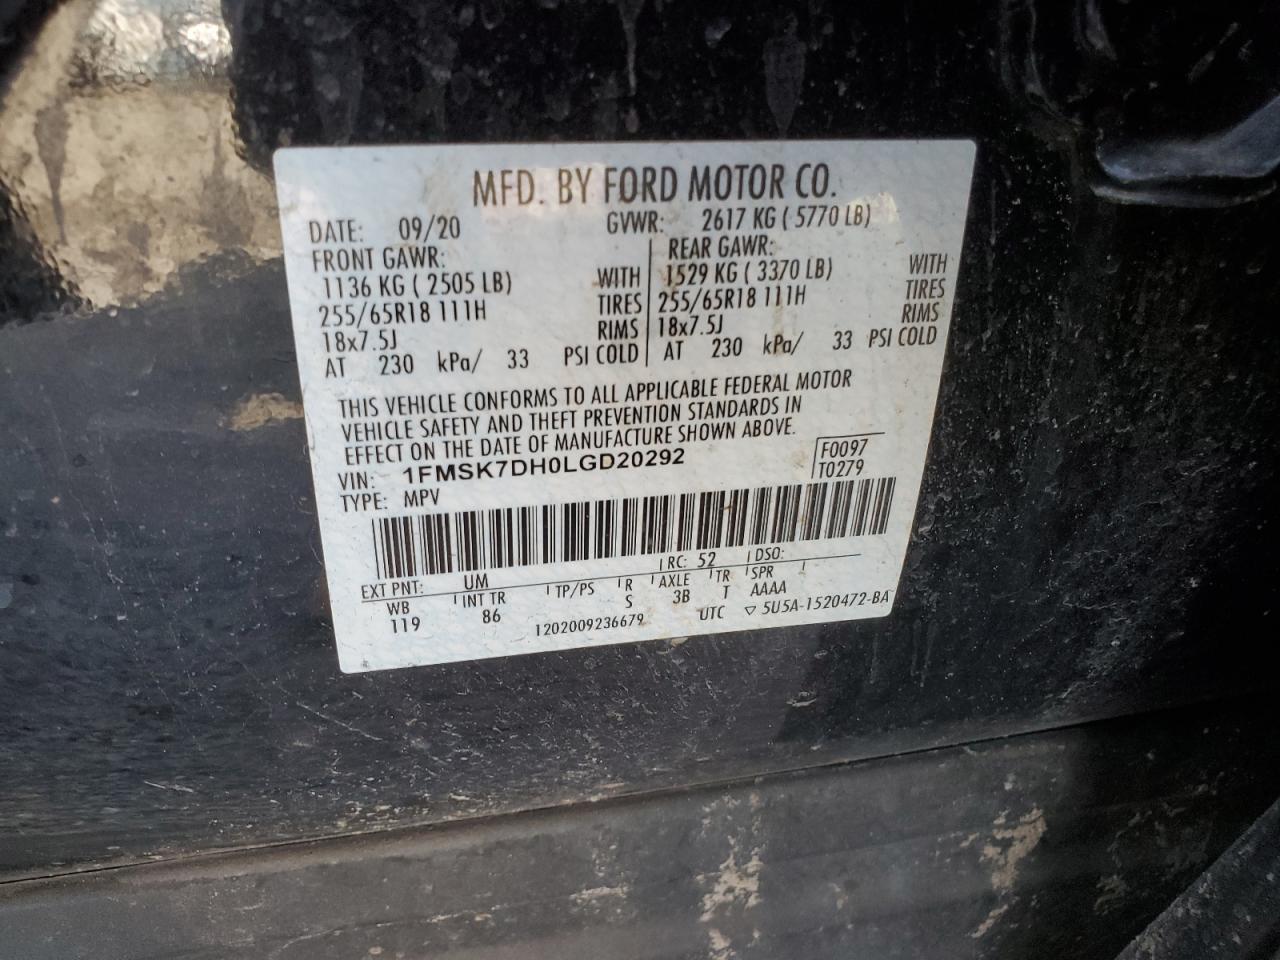 MFD. BY FORD MOTOR CO.
DATE: 09/20 GVWR: 2617 KG ( 5770 LB)
FRONT GAWR: REAR GAWR:
1136 KG ( 2505 LB) WITH 1529 KG ( 3370 LB) WITH
255/65R18 111H TIRES 255/65R18 111H TIRES
18x7.5J RIMS 18x7.5J RIMS
AT 230 kPa/ 33 PSI COLD AT 230 kPa/ 33 PSI COLD
THIS VEHICLE CONFORMS TO ALL APPLICABLE FEDERAL MOTOR
VEHICLE SAFETY AND THEFT PREVENTION STANDARDS IN
EFFECT ON THE DATE OF MANUFACTURE SHOWN ABOVE.
VIN: 1FMSK7DH0LGD20292 F0097
TYPE: MPV T0279
EXT PNT: UM RC: 52 DSO:
WB INT TR TP/PS R AXLE TR SPR
119 86 S 3B T AAAA
1202009236679 UTC ▽ 5U5A-1520472-BA